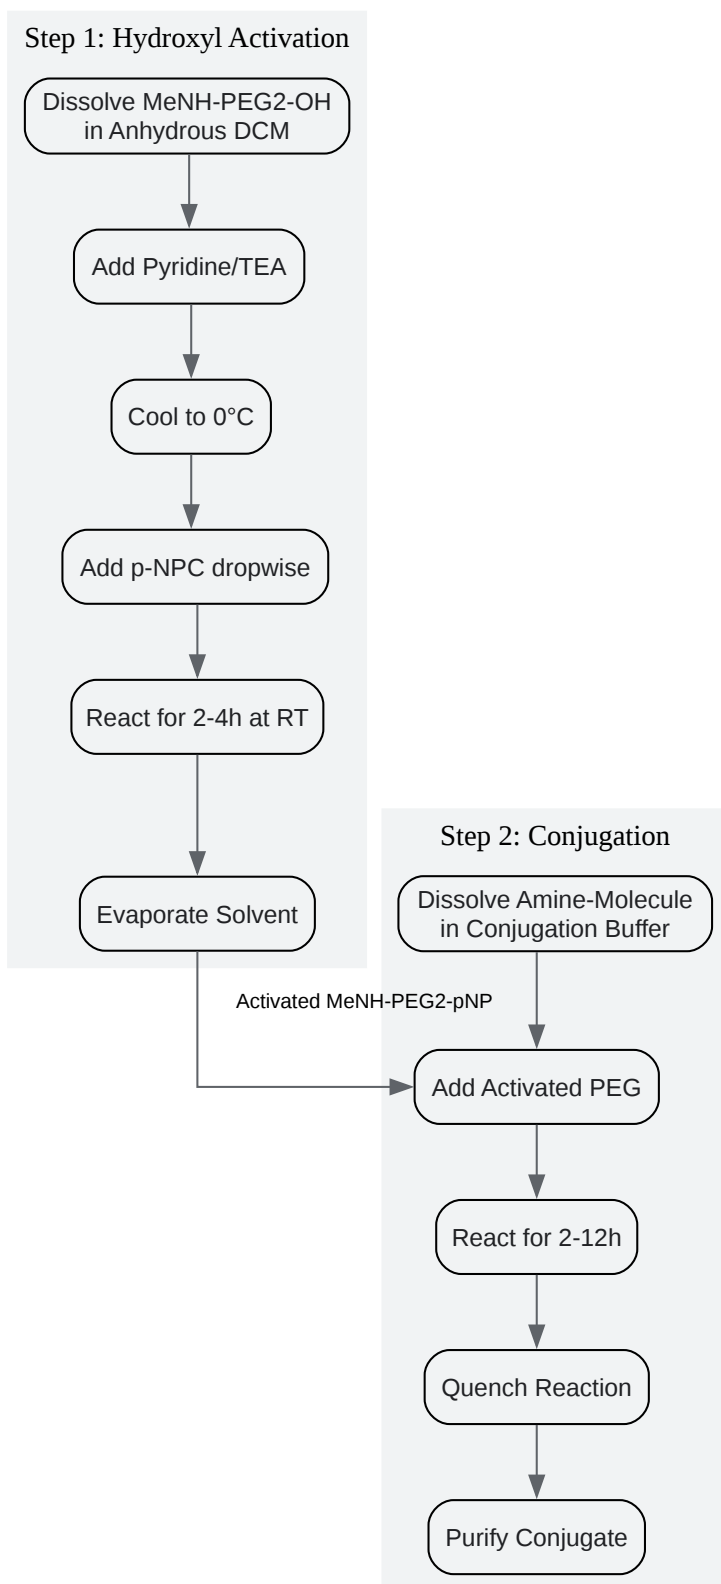 Step 1: Hydroxyl Activation
Dissolve MeNH-PEG2-OH
in Anhydrous DCM
Add Pyridine/TEA
Cool to 0°C
Add p-NPC dropwise
React for 2-4h at RT
Evaporate Solvent
Activated MeNH-PEG2-pNP
Step 2: Conjugation
Dissolve Amine-Molecule
in Conjugation Buffer
Add Activated PEG
React for 2-12h
Quench Reaction
Purify Conjugate